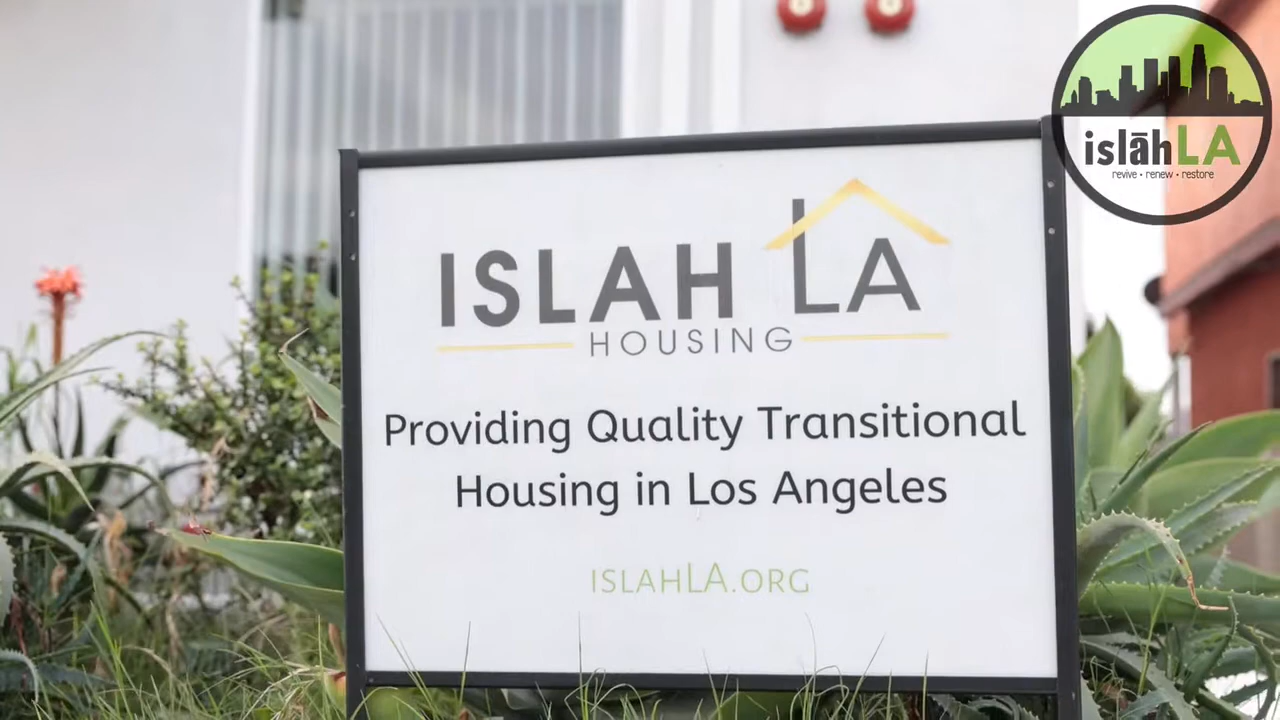 islāhLA
revive • renew • restore
ISLAH LA
HOUSING
Providing Quality Transitional
Housing in Los Angeles
ISLAHLA.ORG